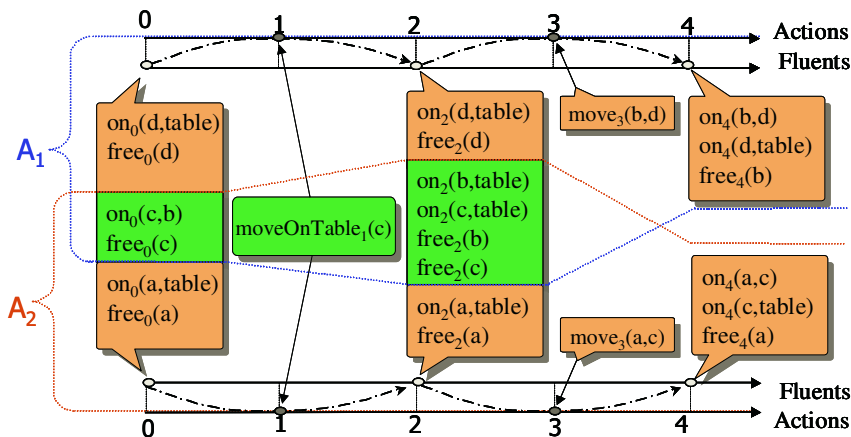 0 1 2 3 4
Actions
Fluents
A₁
A₂
on₀(d,table)
free₀(d)
on₀(c,b)
free₀(c)
on₀(a,table)
free₀(a)
moveOnTable₁(c)
on₂(d,table)
free₂(d)
on₂(b,table)
on₂(c,table)
free₂(b)
free₂(c)
on₂(a,table)
free₂(a)
move₃(b,d)
move₃(a,c)
on₄(b,d)
on₄(d,table)
free₄(b)
on₄(a,c)
on₄(c,table)
free₄(a)
Fluents
Actions
0 1 2 3 4